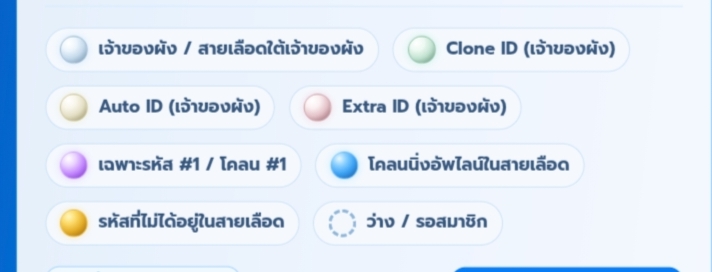 เจ้าของผัง / สายเลือดใต้เจ้าของผัง Clone ID (เจ้าของผัง)
Auto ID (เจ้าของผัง) Extra ID (เจ้าของผัง)
เฉพาะรหัส #1 / โคลน #1 โคลนนิ่งอัพไลน์ในสายเลือด
รหัสที่ไม่ได้อยู่ในสายเลือด ว่าง / รอสมาชิก